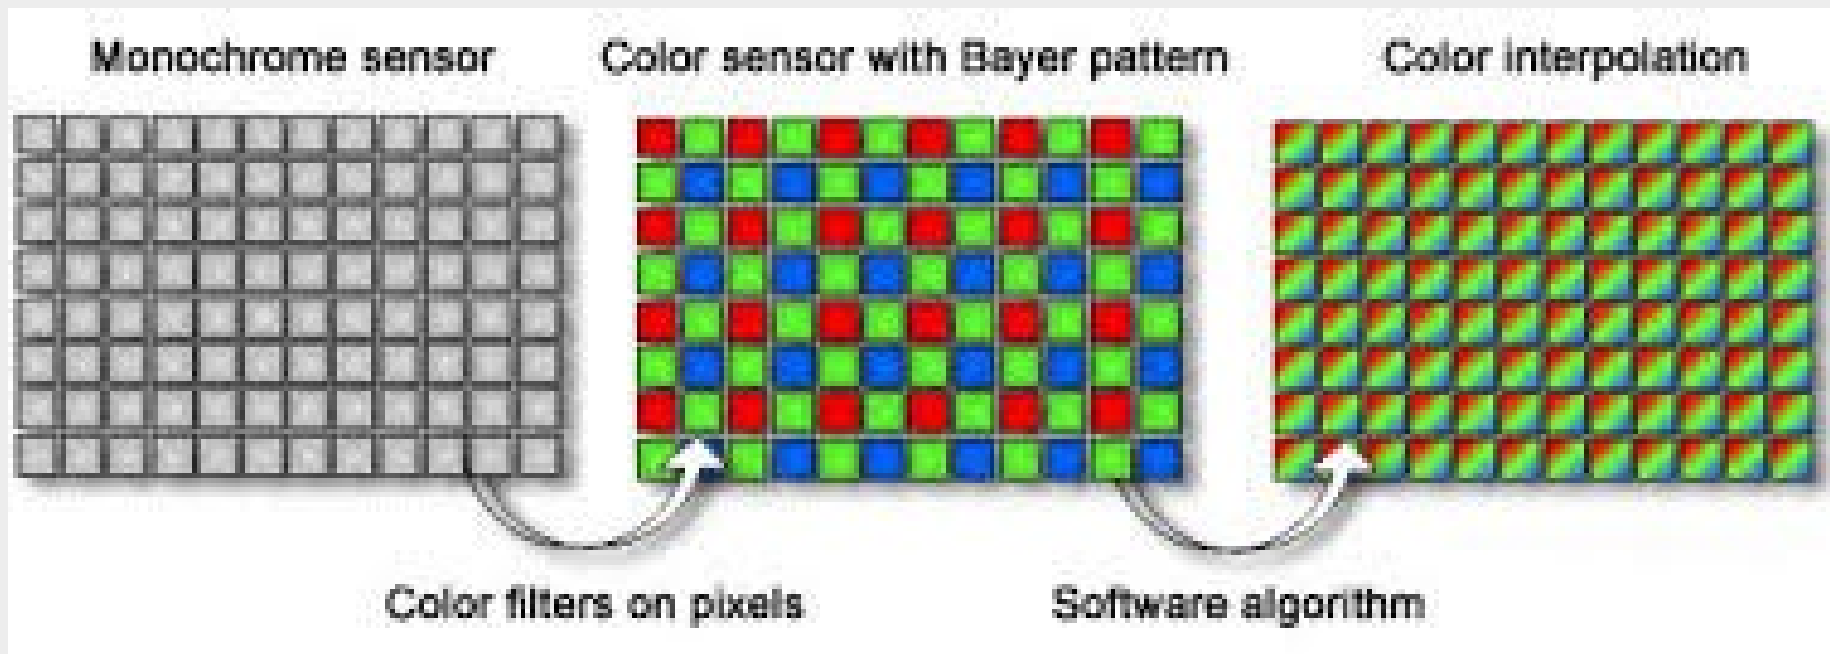 Monochrome sensor
Color sensor with Bayer pattern
Color interpolation
Color filters on pixels
Software algorithm